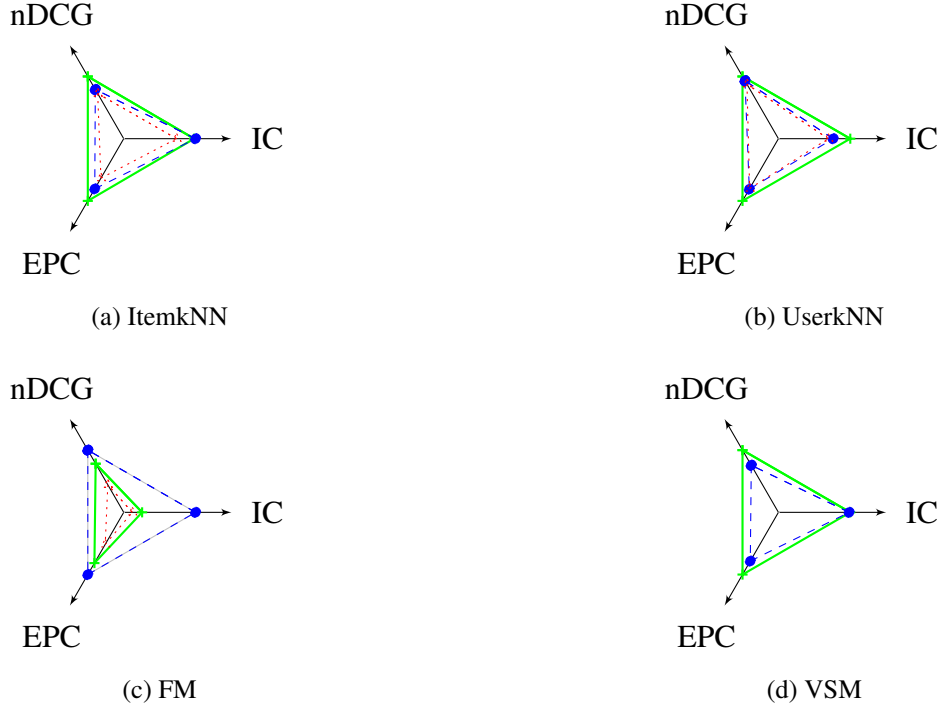 nDCG
IC
EPC
(a) ItemkNN
nDCG
IC
EPC
(b) UserkNN
nDCG
IC
EPC
(c) FM
nDCG
IC
EPC
(d) VSM